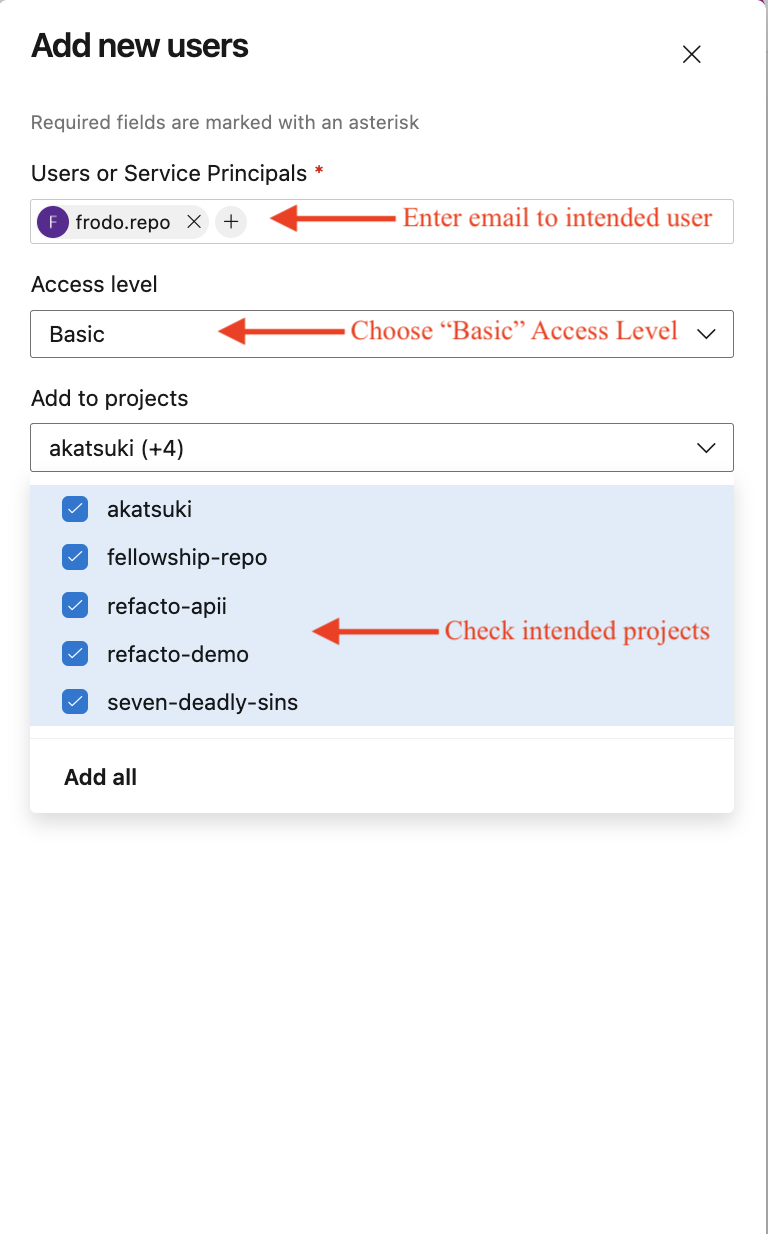 Add new users
Required fields are marked with an asterisk
Users or Service Principals *
F frodo.repo Enter email to intended user
Access level
Basic Choose “Basic” Access Level
Add to projects
akatsuki (+4)
akatsuki
fellowship-repo
refacto-apii
Check intended projects
refacto-demo
seven-deadly-sins
Add all